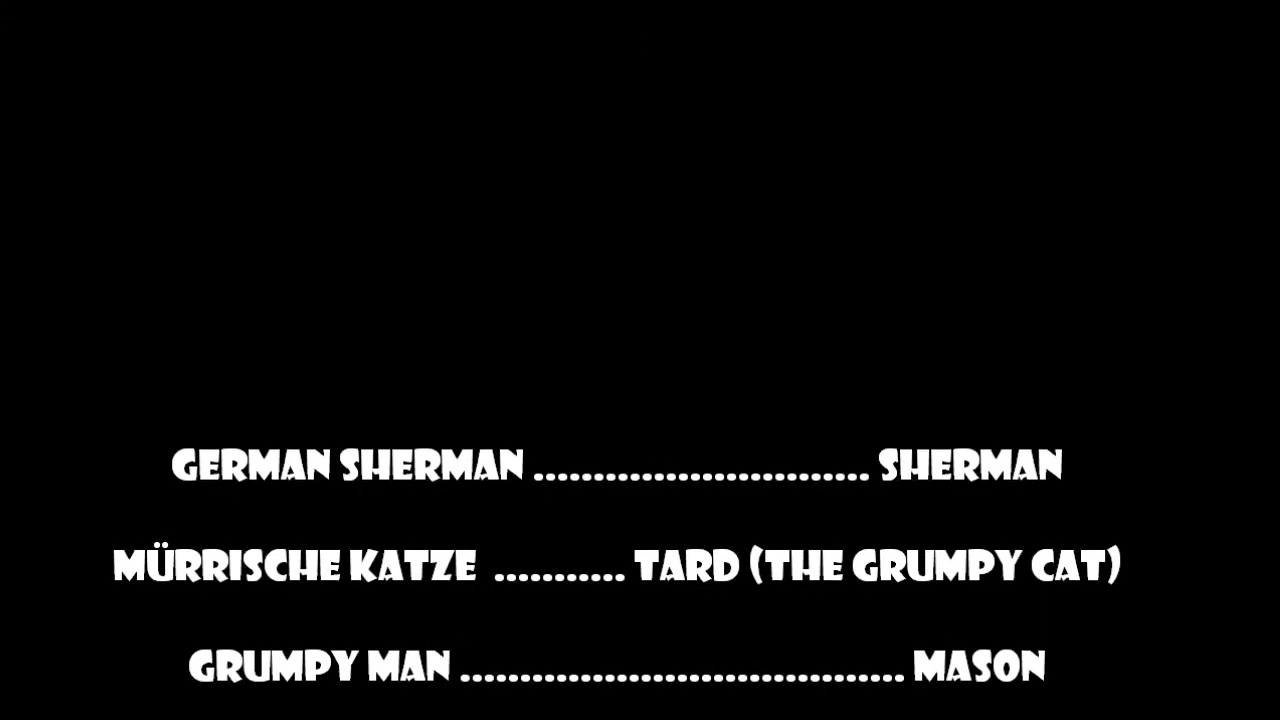 GERMAN SHERMAN ............................ SHERMAN
MÜRRISCHE KATZE ........... TARD (THE GRUMPY CAT)
GRUMPY MAN ..................................... MASON